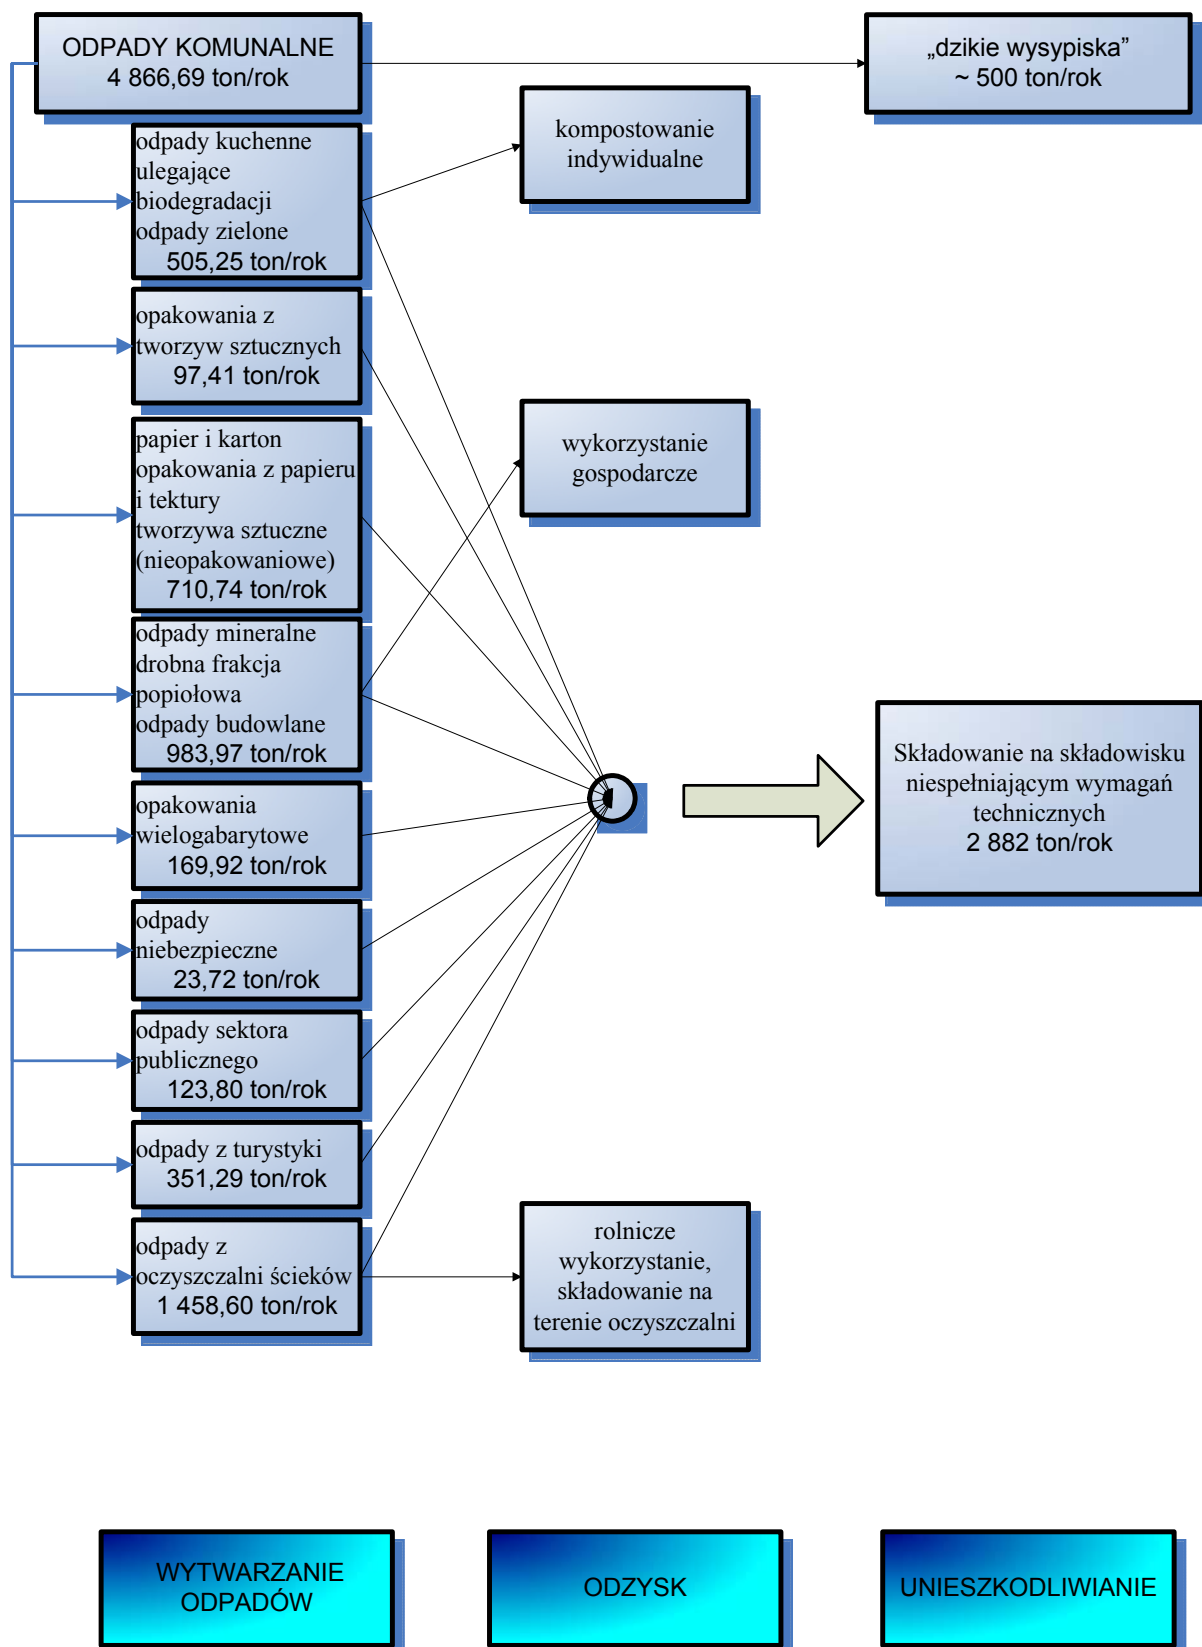 ODPADY KOMUNALNE
4 866,69 ton/rok
„dzikie wysypiska”
~ 500 ton/rok
odpady kuchenne
ulegające
biodegradacji
odpady zielone
505,25 ton/rok
kompostowanie
indywidualne
opakowania z
tworzyw sztucznych
97,41 ton/rok
papier i karton
opakowania z papieru
i tektury
tworzywa sztuczne
(nieopakowaniowe)
710,74 ton/rok
wykorzystanie
gospodarcze
odpady mineralne
drobna frakcja
popiołowa
odpady budowlane
983,97 ton/rok
Składowanie na składowisku
niespełniającym wymagań
technicznych
2 882 ton/rok
opakowania
wielogabarytowe
169,92 ton/rok
odpady
niebezpieczne
23,72 ton/rok
odpady sektora
publicznego
123,80 ton/rok
odpady z turystyki
351,29 ton/rok
odpady z
oczyszczalni ścieków
1 458,60 ton/rok
rolnicze
wykorzystanie,
składowanie na
terenie oczyszczalni
WYTWARZANIE
ODPADÓW
ODZYSK
UNIESZKODLIWIANIE